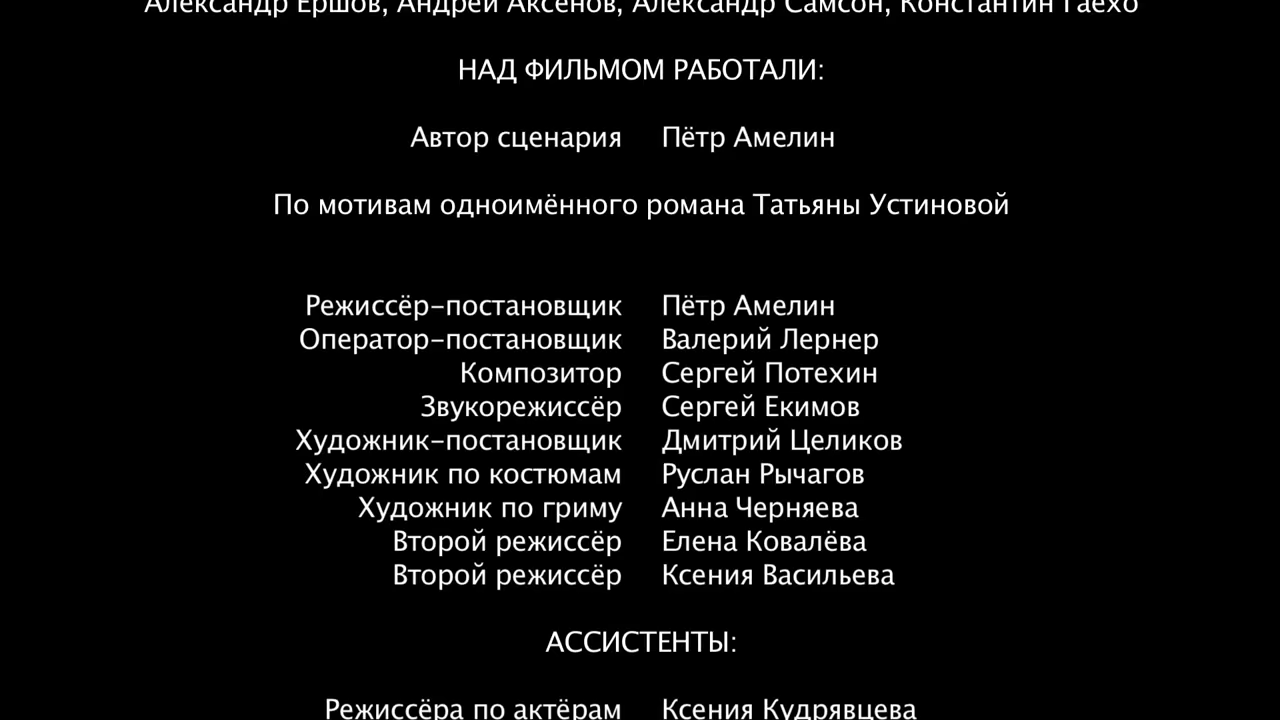 Александр Ершов, Андрей Аксёнов, Александр Самсон, Константин Гаехо
НАД ФИЛЬМОМ РАБОТАЛИ:
Автор сценария Пётр Амелин
По мотивам одноимённого романа Татьяны Устиновой
Режиссёр-постановщик Пётр Амелин
Оператор-постановщик Валерий Лернер
Композитор Сергей Потехин
Звукорежиссёр Сергей Екимов
Художник-постановщик Дмитрий Целиков
Художник по костюмам Руслан Рычагов
Художник по гриму Анна Черняева
Второй режиссёр Елена Ковалёва
Второй режиссёр Ксения Васильева
АССИСТЕНТЫ:
Режиссёра по актёрам Ксения Кудрявцева